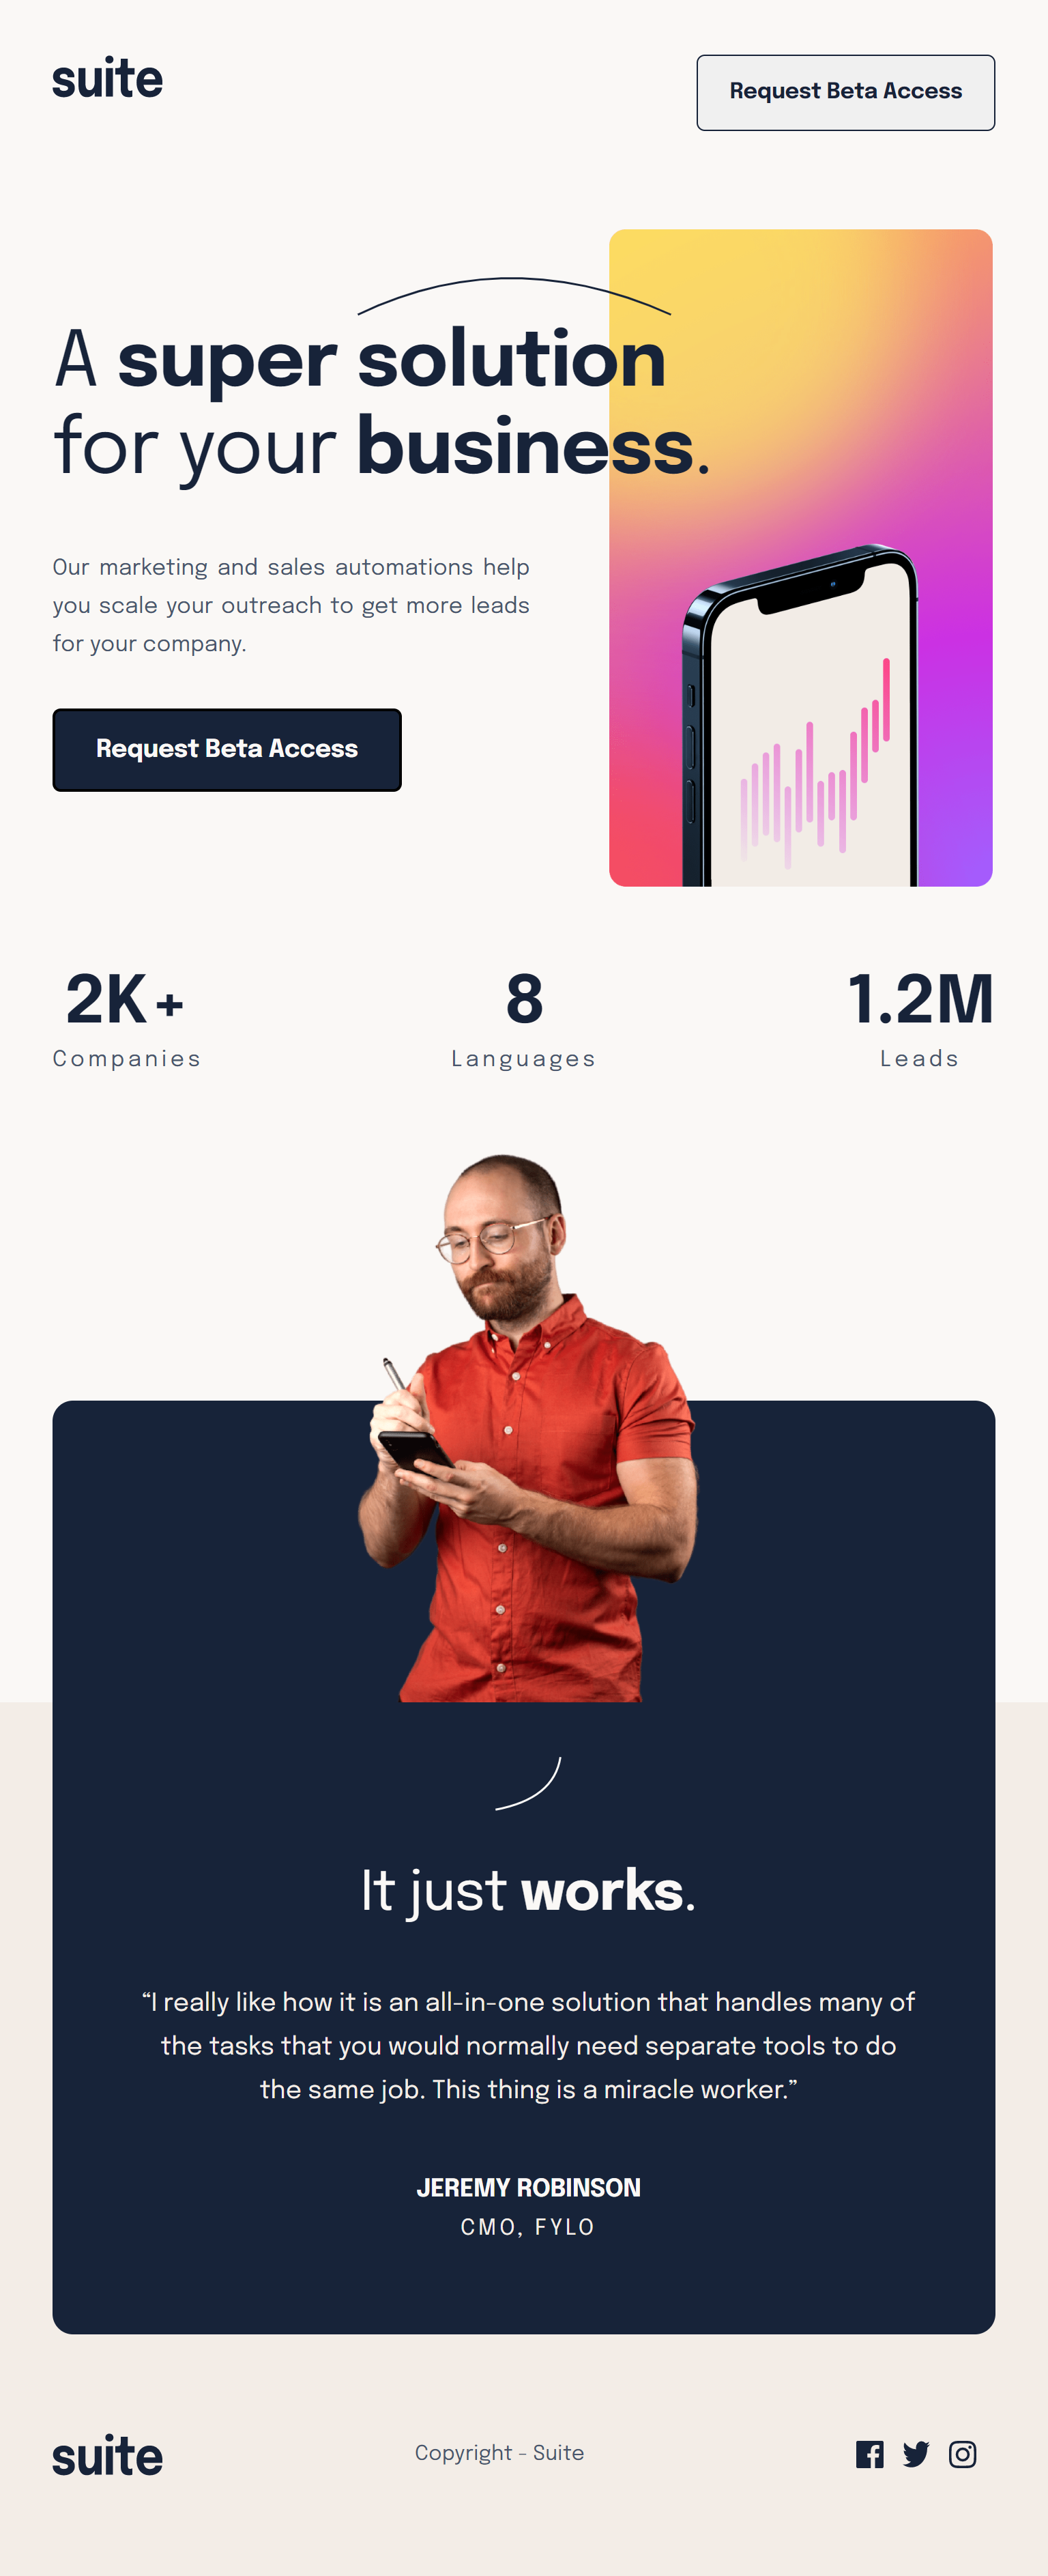 suite
Request Beta Access
A super solution
for your business.
Our marketing and sales automations help
you scale your outreach to get more leads
for your company.
Request Beta Access
2K+
Companies
8
Languages
1.2M
Leads
It just works.
“I really like how it is an all-in-one solution that handles many of
the tasks that you would normally need separate tools to do
the same job. This thing is a miracle worker.”
JEREMY ROBINSON
CMO, FYLO
suite
Copyright - Suite